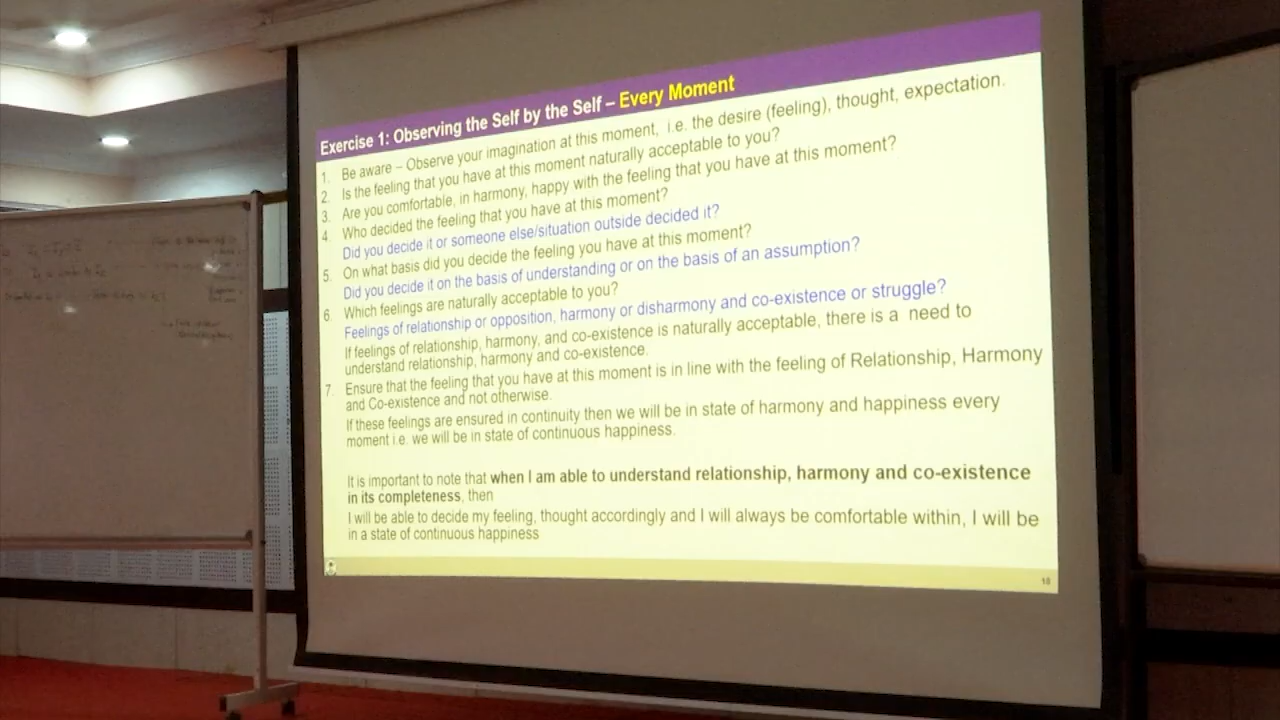 Exercise 1: Observing the Self by the Self – Every Moment
1. Be aware – Observe your imagination at this moment, i.e. the desire (feeling), thought, expectation.
2. Is the feeling that you have at this moment naturally acceptable to you?
3. Are you comfortable, in harmony, happy with the feeling that you have at this moment?
4. Who decided the feeling that you have at this moment?
Did you decide it or someone else/situation outside decided it?
5. On what basis did you decide the feeling you have at this moment?
Did you decide it on the basis of understanding or on the basis of an assumption?
6. Which feelings are naturally acceptable to you?
Feelings of relationship or opposition, harmony or disharmony and co-existence or struggle?
If feelings of relationship, harmony, and co-existence is naturally acceptable, there is a need to
understand relationship, harmony and co-existence.
7. Ensure that the feeling that you have at this moment is in line with the feeling of Relationship, Harmony
and Co-existence and not otherwise.
If these feelings are ensured in continuity then we will be in state of harmony and happiness every
moment i.e. we will be in state of continuous happiness.
It is important to note that when I am able to understand relationship, harmony and co-existence
in its completeness, then
I will be able to decide my feeling, thought accordingly and I will always be comfortable within, I will be
in a state of continuous happiness
18